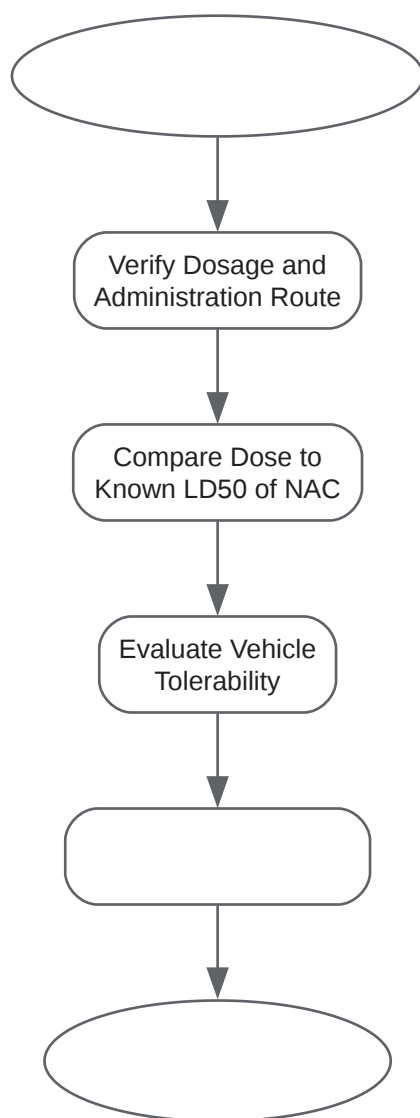 Verify Dosage and
Administration Route
Compare Dose to
Known LD50 of NAC
Evaluate Vehicle
Tolerability